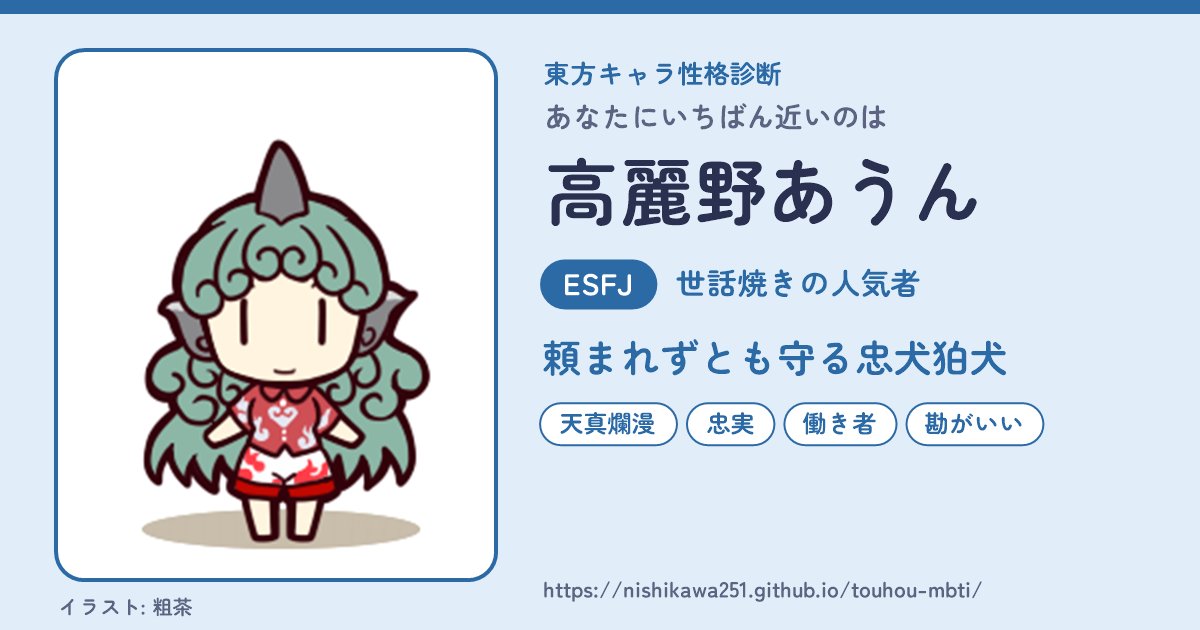 東方キャラ性格診断
あなたにいちばん近いのは
高麗野あうん
ESFJ 世話焼きの人気者
頼まれずとも守る忠犬狛犬
天真爛漫 忠実 働き者 勘がいい
https://nishikawa251.github.io/touhou-mbti/
イラスト: 粗茶